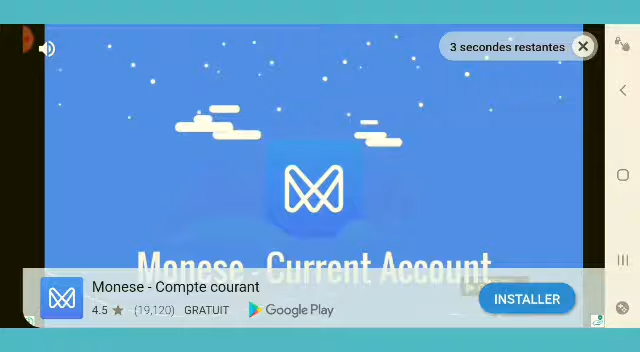 3 secondes restantes
Monese - Current Account
Monese - Compte courant
4.5 ★ (19,120) GRATUIT Google Play
INSTALLER